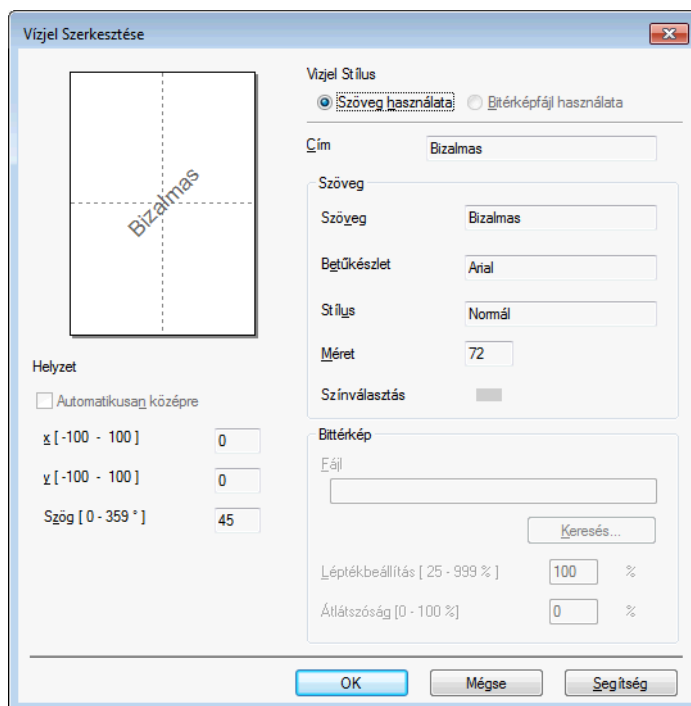 Vízjel Szerkesztése
Bizalmas
Helyzet
Automatikusan középre
x [ -100 - 100 ] 0
y [ -100 - 100 ] 0
Szög [ 0 - 359 ° ] 45
Vizjel Stílus
Szöveg használata Bitérképfájl használata
Cím Bizalmas
Szöveg
Szöveg Bizalmas
Betűkészlet Arial
Stílus Normál
Méret 72
Színválasztás
Bittérkép
Fájl
Keresés...
Léptékbeállítás [ 25 - 999 % ] 100 %
Átlátszóság [0 - 100 %] 0 %
OK Mégse Segítség